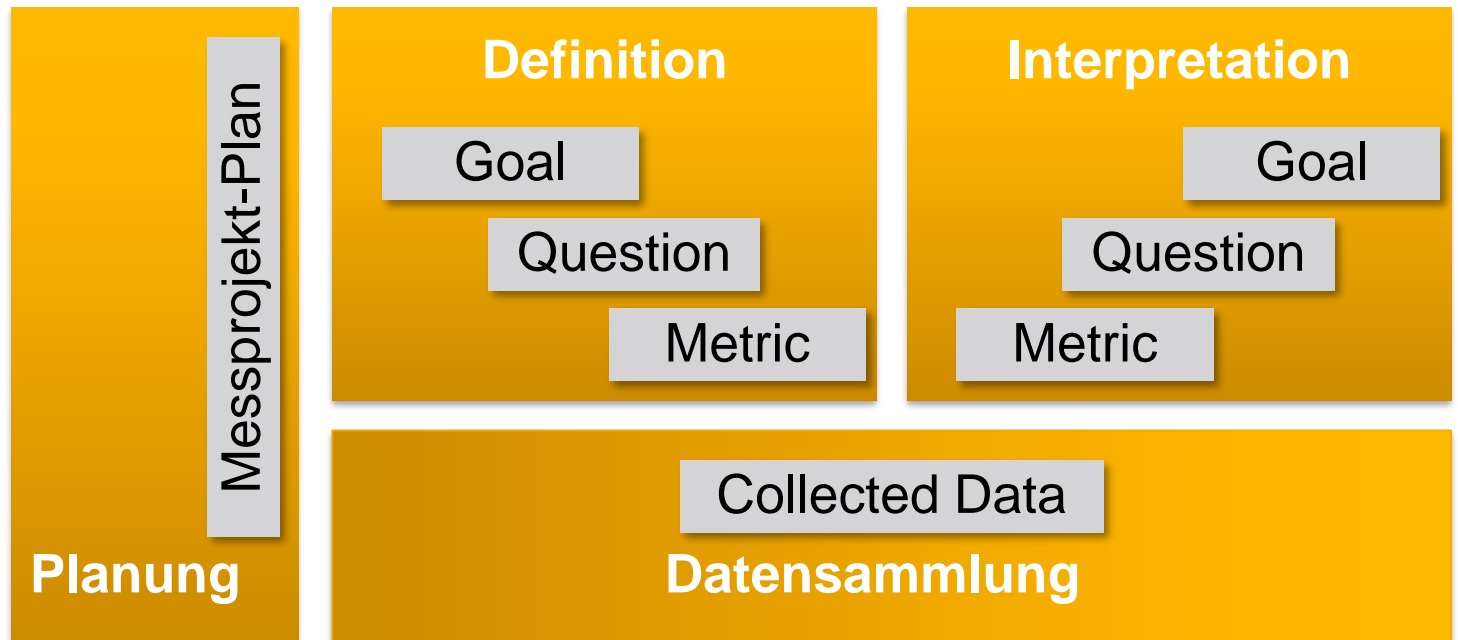 Messprojekt-Plan
Planung
Definition
Goal
Question
Metric
Interpretation
Goal
Question
Metric
Collected Data
Datensammlung